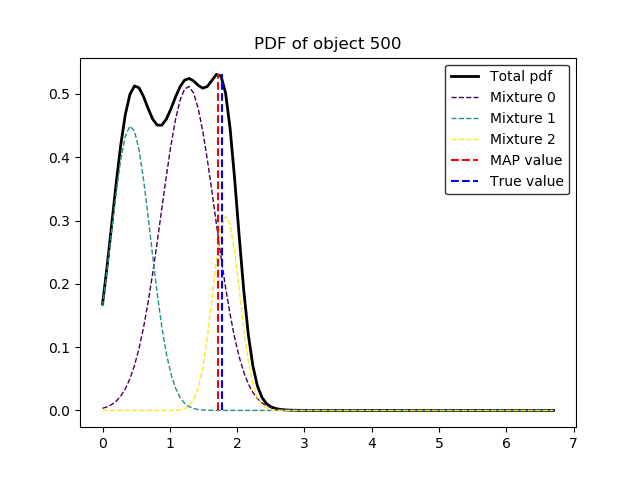 PDF of object 500
Total pdf
Mixture 0
Mixture 1
Mixture 2
MAP value
True value
0.5
0.4
0.3
0.2
0.1
0.0
0 1 2 3 4 5 6 7